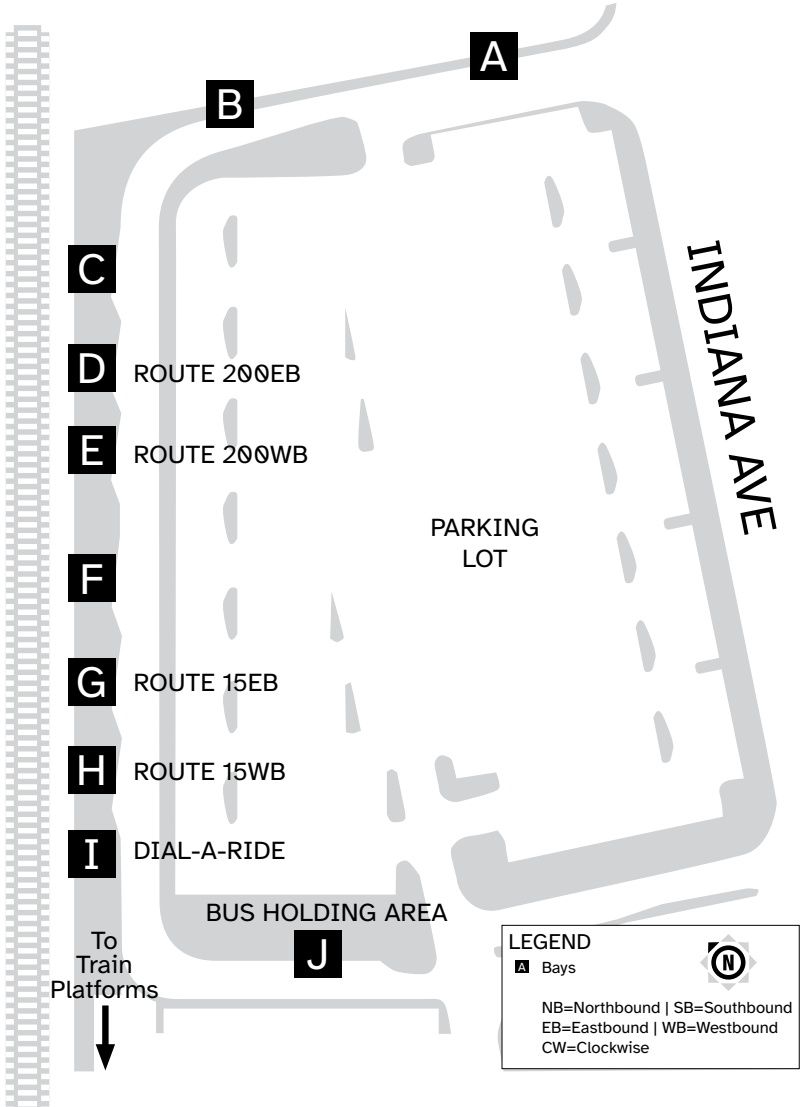 A
B
C
D ROUTE 200EB
E ROUTE 200WB
INDIANA AVE
PARKING
LOT
F
G ROUTE 15EB
H ROUTE 15WB
I DIAL-A-RIDE
BUS HOLDING AREA
J
To
Train
Platforms
LEGEND
A Bays
N
NB=Northbound | SB=Southbound
EB=Eastbound | WB=Westbound
CW=Clockwise